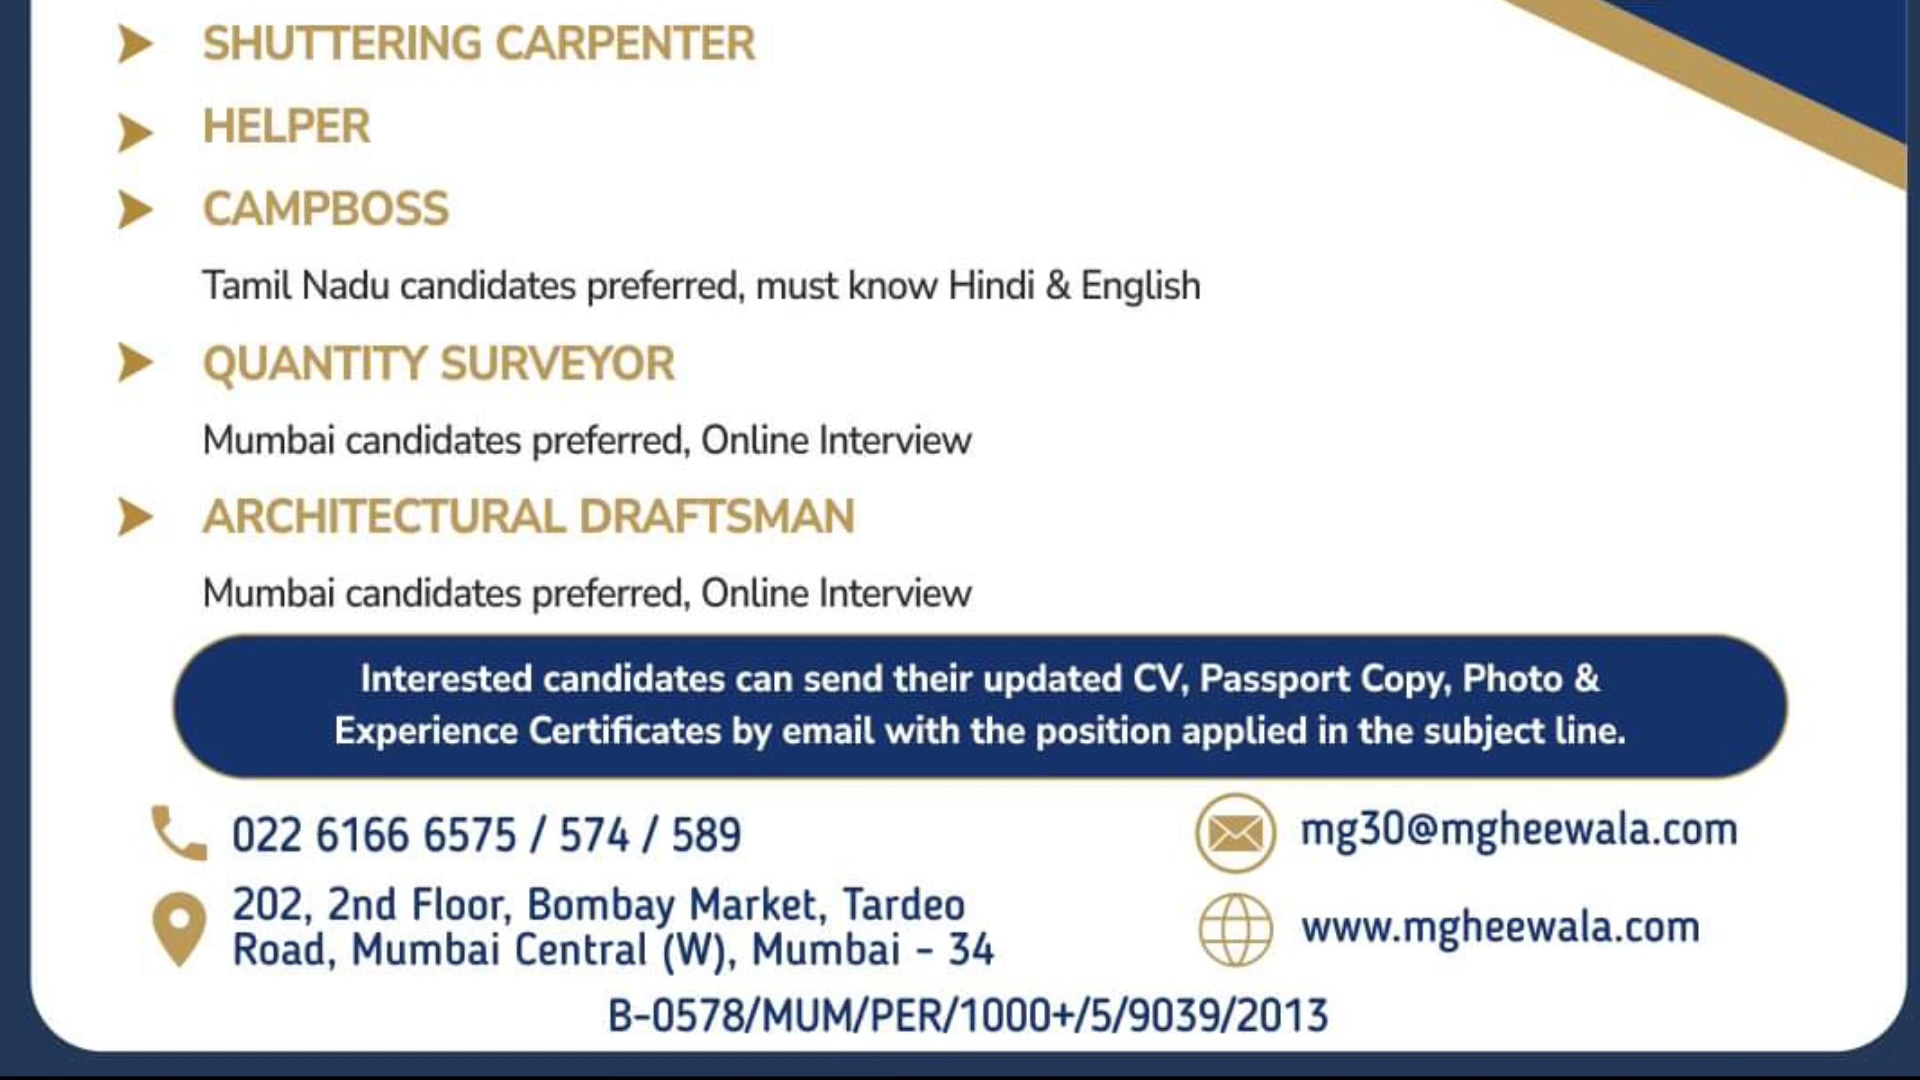 SHUTTERING CARPENTER
HELPER
CAMPBOSS
Tamil Nadu candidates preferred, must know Hindi & English
QUANTITY SURVEYOR
Mumbai candidates preferred, Online Interview
ARCHITECTURAL DRAFTSMAN
Mumbai candidates preferred, Online Interview
Interested candidates can send their updated CV, Passport Copy, Photo &
Experience Certificates by email with the position applied in the subject line.
022 6166 6575 / 574 / 589
mg30@mgheewala.com
202, 2nd Floor, Bombay Market, Tardeo
Road, Mumbai Central (W), Mumbai - 34
www.mgheewala.com
B-0578/MUM/PER/1000+/5/9039/2013